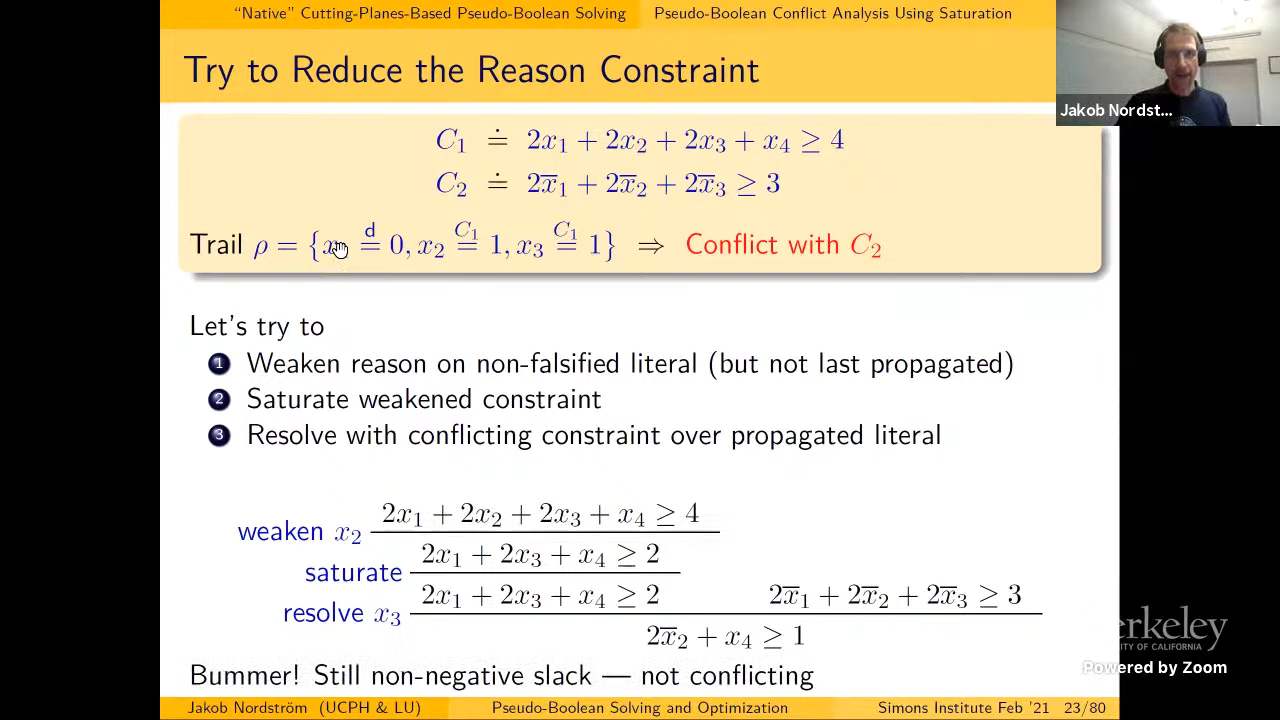 “Native” Cutting-Planes-Based Pseudo-Boolean Solving Pseudo-Boolean Conflict Analysis Using Saturation
Try to Reduce the Reason Constraint
Jakob Nordst...
C₁ ≐ 2x₁ + 2x₂ + 2x₃ + x₄ ≥ 4
C₂ ≐ 2x̅₁ + 2x̅₂ + 2x̅₃ ≥ 3
Trail ρ = {x =ᵈ 0, x₂ =^C₁ 1, x₃ =^C₁ 1} ⇒ Conflict with C₂
Let's try to
1 Weaken reason on non-falsified literal (but not last propagated)
2 Saturate weakened constraint
3 Resolve with conflicting constraint over propagated literal
2x₁ + 2x₂ + 2x₃ + x₄ ≥ 4
weaken x₂
2x₁ + 2x₃ + x₄ ≥ 2
saturate
2x₁ + 2x₃ + x₄ ≥ 2 2x̅₁ + 2x̅₂ + 2x̅₃ ≥ 3
resolve x₃
2x̅₂ + x₄ ≥ 1
Bummer! Still non-negative slack — not conflicting
Powered by Zoom
Jakob Nordström (UCPH & LU) Pseudo-Boolean Solving and Optimization Simons Institute Feb '21 23/80